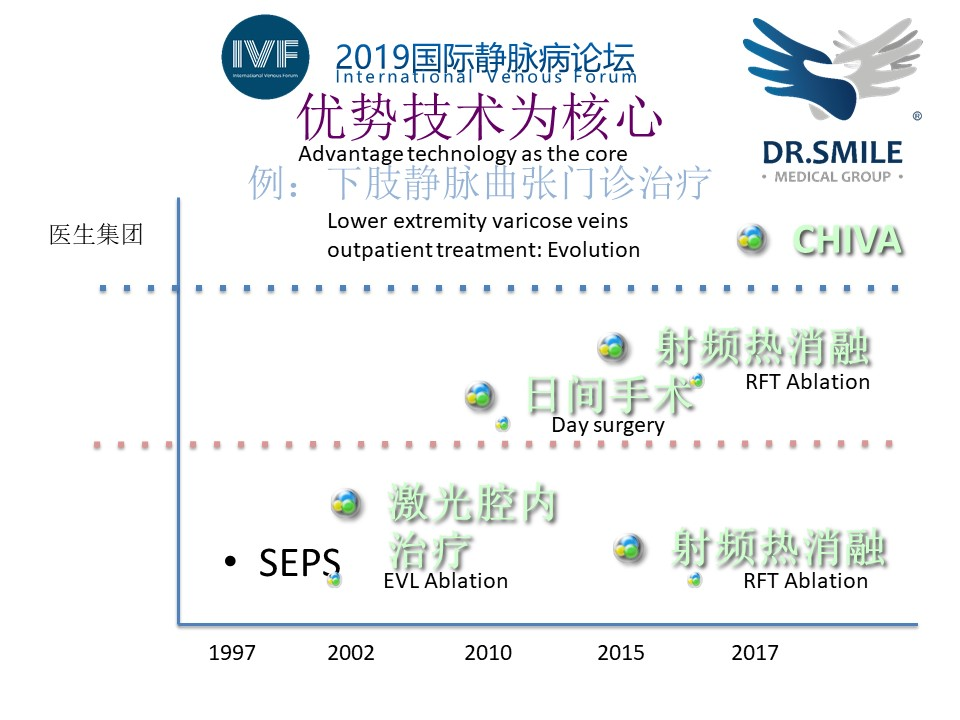 IVF
International Venous Forum
2019国际静脉病论坛
International Venous Forum
优势技术为核心
Advantage technology as the core
例：下肢静脉曲张门诊治疗
Lower extremity varicose veins
outpatient treatment: Evolution
®
DR.SMILE
• MEDICAL GROUP •
医生集团
CHIVA
射频热消融
RFT Ablation
日间手术
Day surgery
激光腔内
治疗
• SEPS
EVL Ablation
射频热消融
RFT Ablation
1997 2002 2010 2015 2017